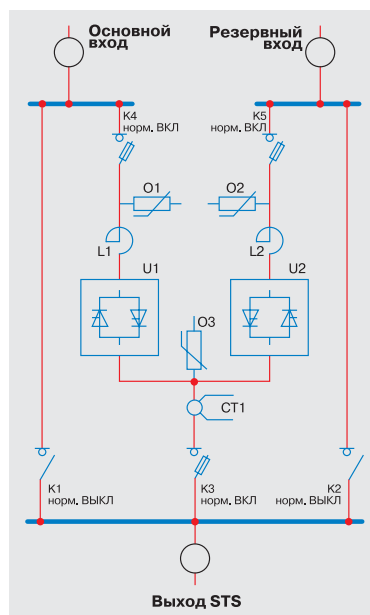 Основной
вход
Резервный
вход
K4
норм. ВКЛ
K5
норм. ВКЛ
O1
O2
L1
L2
U1
U2
O3
CT1
K1
норм. ВЫКЛ
K3
норм. ВКЛ
K2
норм. ВЫКЛ
Выход STS